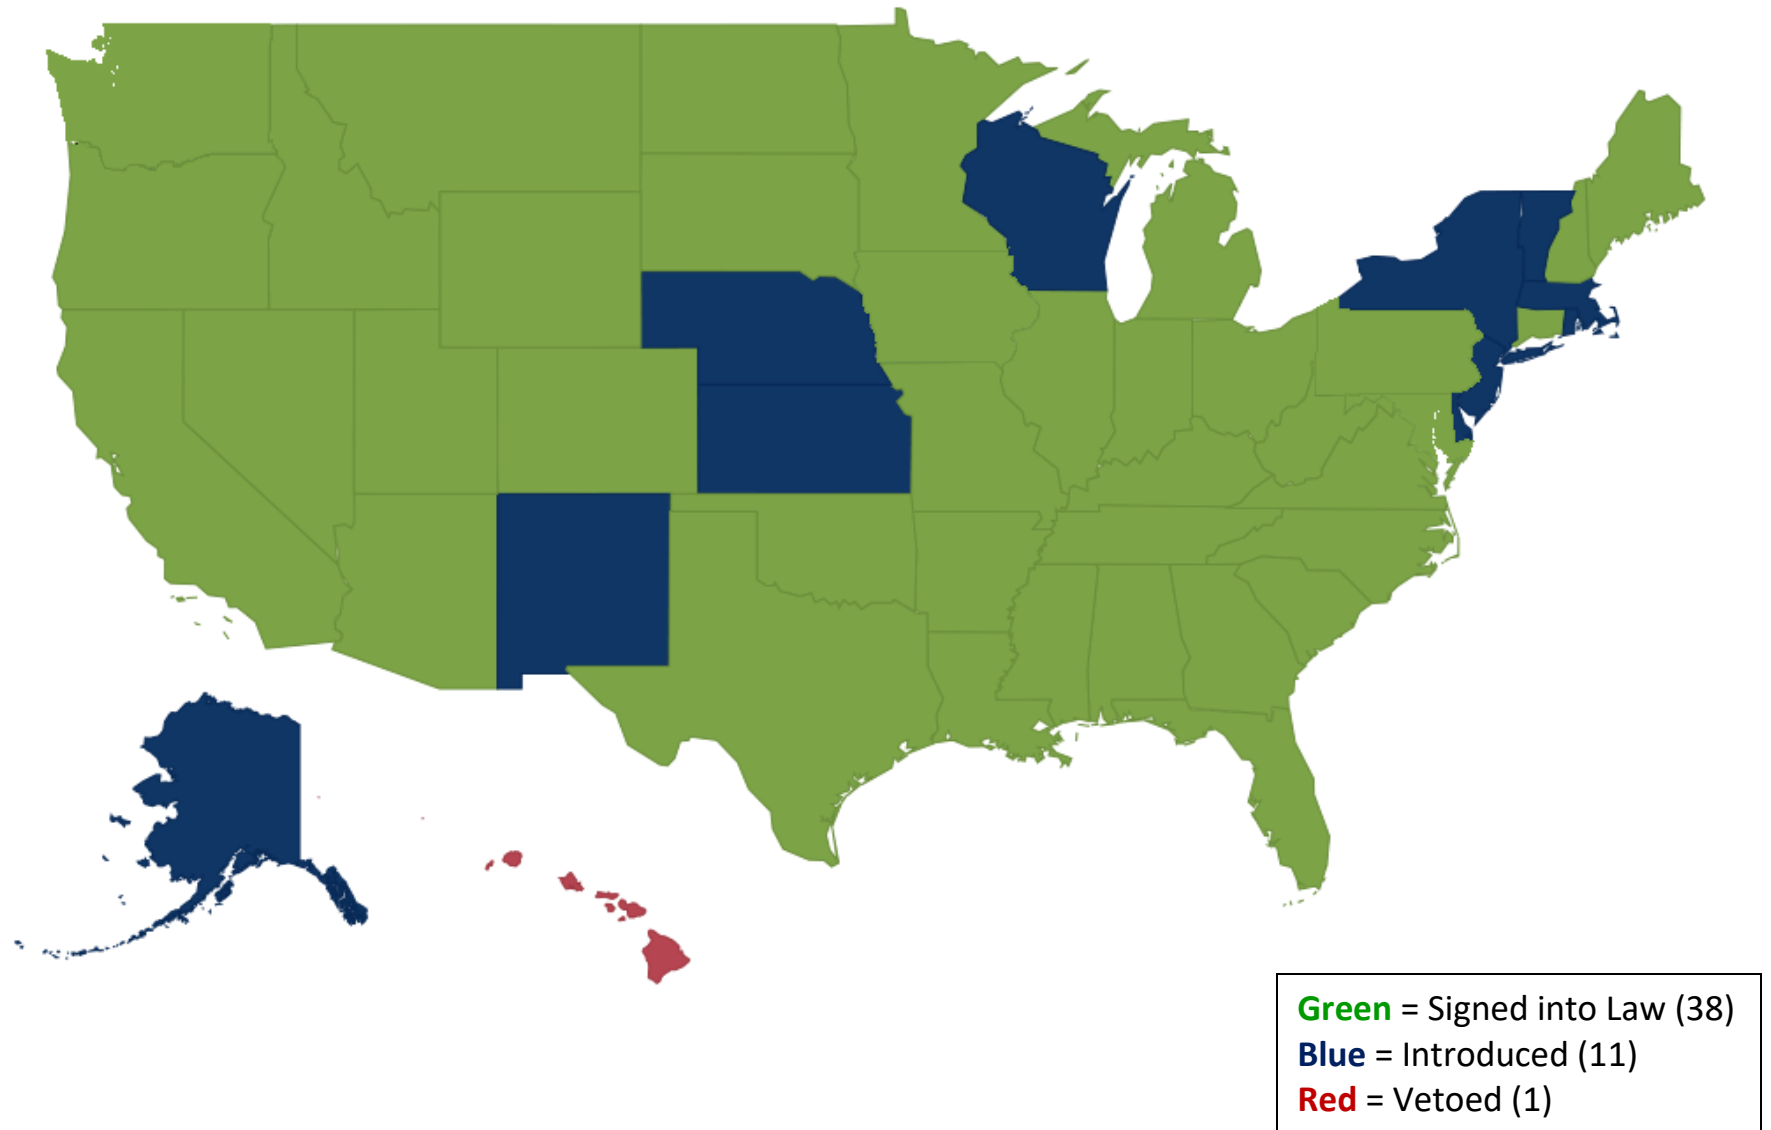 Green = Signed into Law (38)
Blue = Introduced (11)
Red = Vetoed (1)